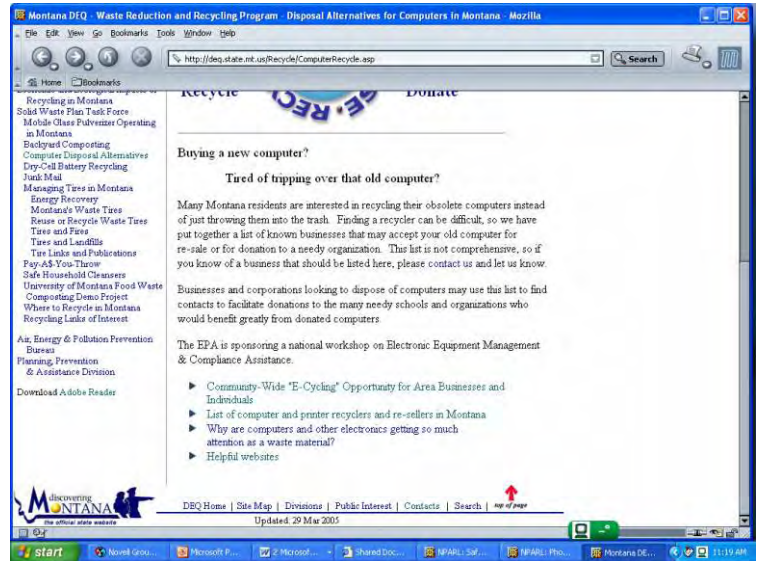 Montana DEQ - Waste Reduction and Recycling Program - Disposal Alternatives for Computers in Montana - Mozilla
File Edit View Go Bookmarks Tools Window Help
http://deq.state.mt.us/Recycle/ComputerRecycle.asp
Search
Home Bookmarks
Recycling in Montana
Solid Waste Plan Task Force
Mobile Glass Pulverizer Operating
in Montana
Backyard Composting
Computer Disposal Alternatives
Dry-Cell Battery Recycling
Junk Mail
Managing Tires in Montana
Energy Recovery
Montana's Waste Tires
Reuse or Recycle Waste Tires
Tires and Fires
Tires and Landfills
Tire Links and Publications
Pay-A$-You-Throw
Safe Household Cleansers
University of Montana Food Waste
Composting Demo Project
Where to Recycle in Montana
Recycling Links of Interest
Air, Energy & Pollution Prevention
Bureau
Planning, Prevention
& Assistance Division
Download Adobe Reader
discovering
MONTANA
the official state website
Recycle
Donate
Buying a new computer?
Tired of tripping over that old computer?
Many Montana residents are interested in recycling their obsolete computers instead
of just throwing them into the trash. Finding a recycler can be difficult, so we have
put together a list of known businesses that may accept your old computer for
re-sale or for donation to a needy organization. This list is not comprehensive, so if
you know of a business that should be listed here, please contact us and let us know.
Businesses and corporations looking to dispose of computers may use this list to find
contacts to facilitate donations to the many needy schools and organizations who
would benefit greatly from donated computers.
The EPA is sponsoring a national workshop on Electronic Equipment Management
& Compliance Assistance.
Community-Wide "E-Cycling" Opportunity for Area Businesses and
Individuals
List of computer and printer recyclers and re-sellers in Montana
Why are computers and other electronics getting so much
attention as a waste material?
Helpful websites
DEQ Home | Site Map | Divisions | Public Interest | Contacts | Search | top of page
Updated: 29 Mar 2005
start
Novell Grou...
Microsoft P...
2 Microsof...
Shared Doc...
NPARL: Saf...
NPARL: Pho...
Montana DE...
11:19 AM